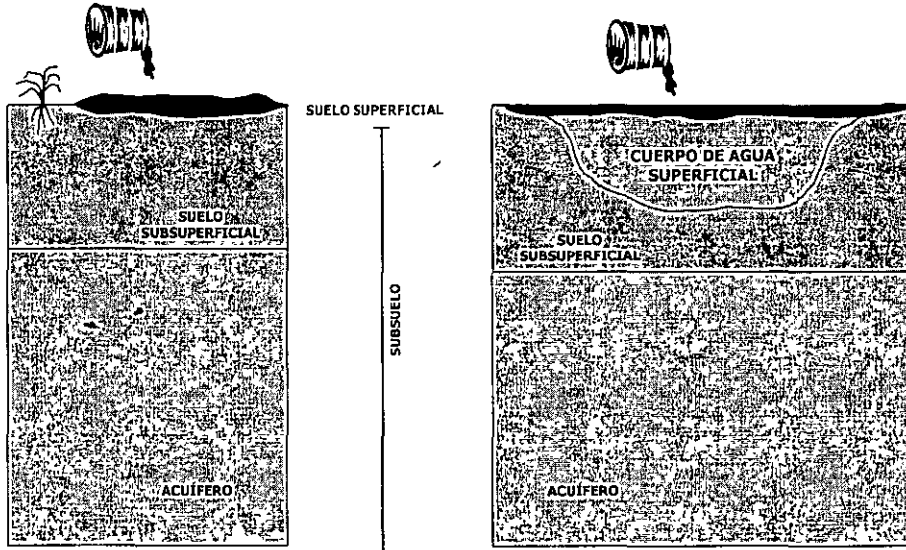 SUELO SUPERFICIAL
CUERPO DE AGUA
SUPERFICIAL
SUELO
SUBSUPERFICIAL
SUELO
SUBSUPERFICIAL
SUBSUELO
ACUÍFERO
ACUÍFERO